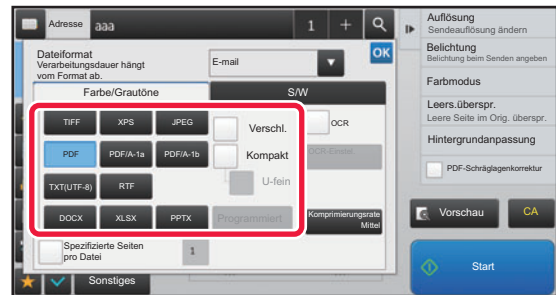 Adresse
aaa
1
+
Auflösung
Sendeauflösung ändern
Dateiformat
Verarbeitungsdauer hängt
vom Format ab.
E-mail
OK
Belichtung
Belichtung beim Senden angeben
Farbmodus
Farbe/Grautöne
S/W
Leers.überspr.
Leere Seite im Orig. überspr.
TIFF
XPS
JPEG
Verschl.
OCR
Hintergrundanpassung
PDF
PDF/A-1a
PDF/A-1b
Kompakt
OCR-Einstel.
PDF-Schräglagenkorrektur
TXT(UTF-8)
RTF
U-fein
DOCX
XLSX
PPTX
Programmiert
Komprimierungsrate
Mittel
Vorschau
CA
Spezifizierte Seiten
pro Datei
1
Sonstiges
Start